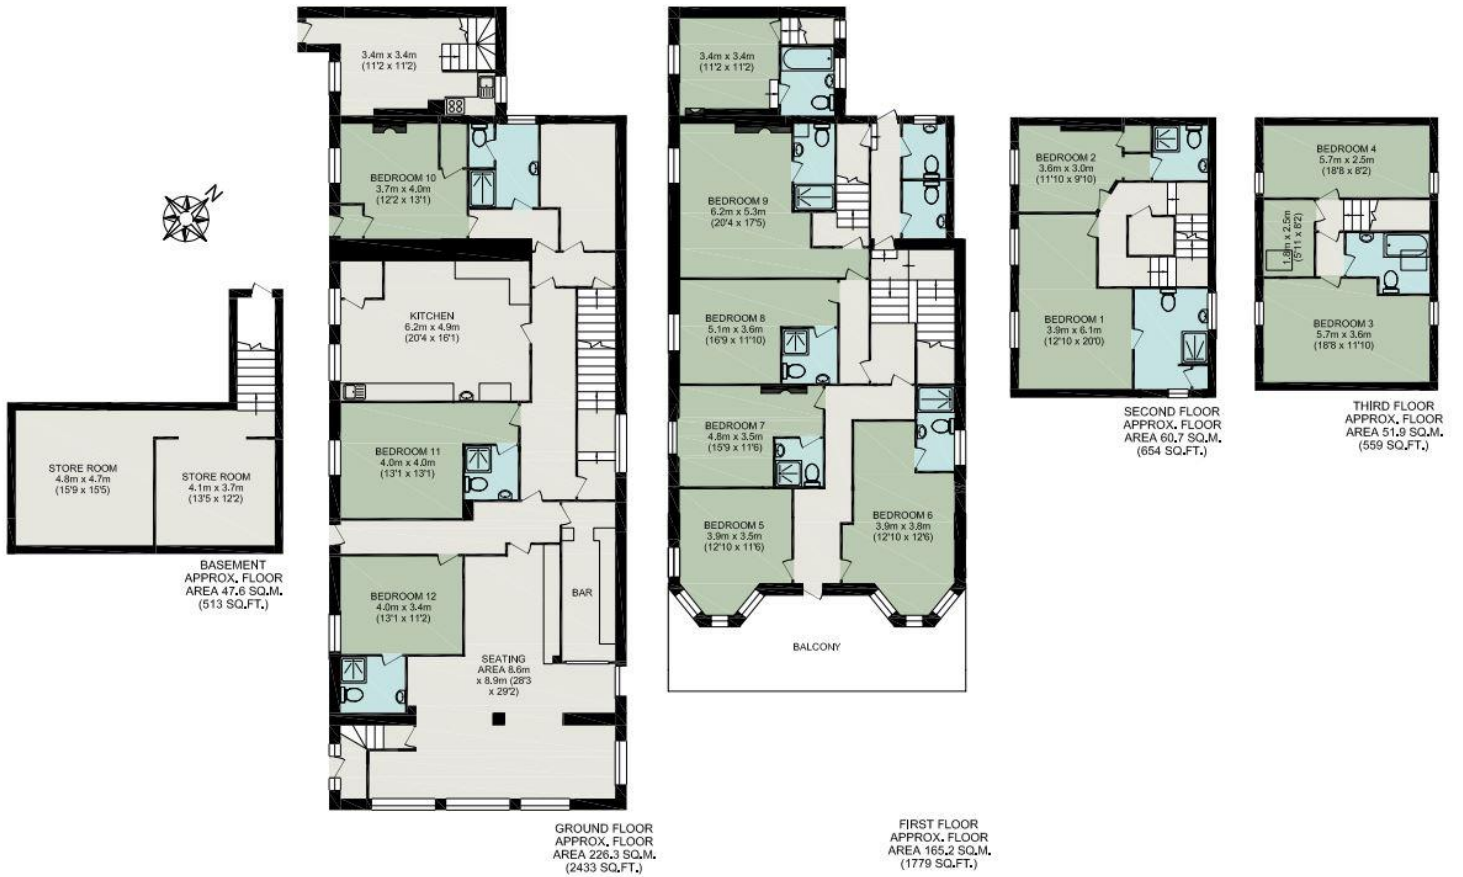 3.4m x 3.4m
(11'2 x 11'2)
BEDROOM 10
3.7m x 4.0m
(12'2 x 13'1)
N
KITCHEN
6.2m x 4.9m
(20'4 x 16'1)
BEDROOM 11
4.0m x 4.0m
(13'1 x 13'1)
BEDROOM 12
4.0m x 3.4m
(13'1 x 11'2)
BAR
SEATING
AREA 8.6m
x 8.9m (28'3
x 29'2)
GROUND FLOOR
APPROX. FLOOR
AREA 226.3 SQ.M.
(2433 SQ.FT.)
STORE ROOM
4.8m x 4.7m
(15'9 x 15'5)
STORE ROOM
4.1m x 3.7m
(13'5 x 12'2)
BASEMENT
APPROX. FLOOR
AREA 47.6 SQ.M.
(513 SQ.FT.)
3.4m x 3.4m
(11'2 x 11'2)
BEDROOM 9
6.2m x 5.3m
(20'4 x 17'5)
BEDROOM 8
5.1m x 3.6m
(16'9 x 11'10)
BEDROOM 7
4.8m x 3.5m
(15'9 x 11'6)
BEDROOM 5
3.9m x 3.5m
(12'10 x 11'6)
BEDROOM 6
3.9m x 3.8m
(12'10 x 12'6)
BALCONY
FIRST FLOOR
APPROX. FLOOR
AREA 165.2 SQ.M.
(1779 SQ.FT.)
BEDROOM 2
3.6m x 3.0m
(11'10 x 9'10)
BEDROOM 1
3.9m x 6.1m
(12'10 x 20'0)
SECOND FLOOR
APPROX. FLOOR
AREA 60.7 SQ.M.
(654 SQ.FT.)
BEDROOM 4
5.7m x 2.5m
(18'8 x 8'2)
1.8m x 2.5m
(5'11 x 8'2)
BEDROOM 3
5.7m x 3.6m
(18'8 x 11'10)
THIRD FLOOR
APPROX. FLOOR
AREA 51.9 SQ.M.
(559 SQ.FT.)